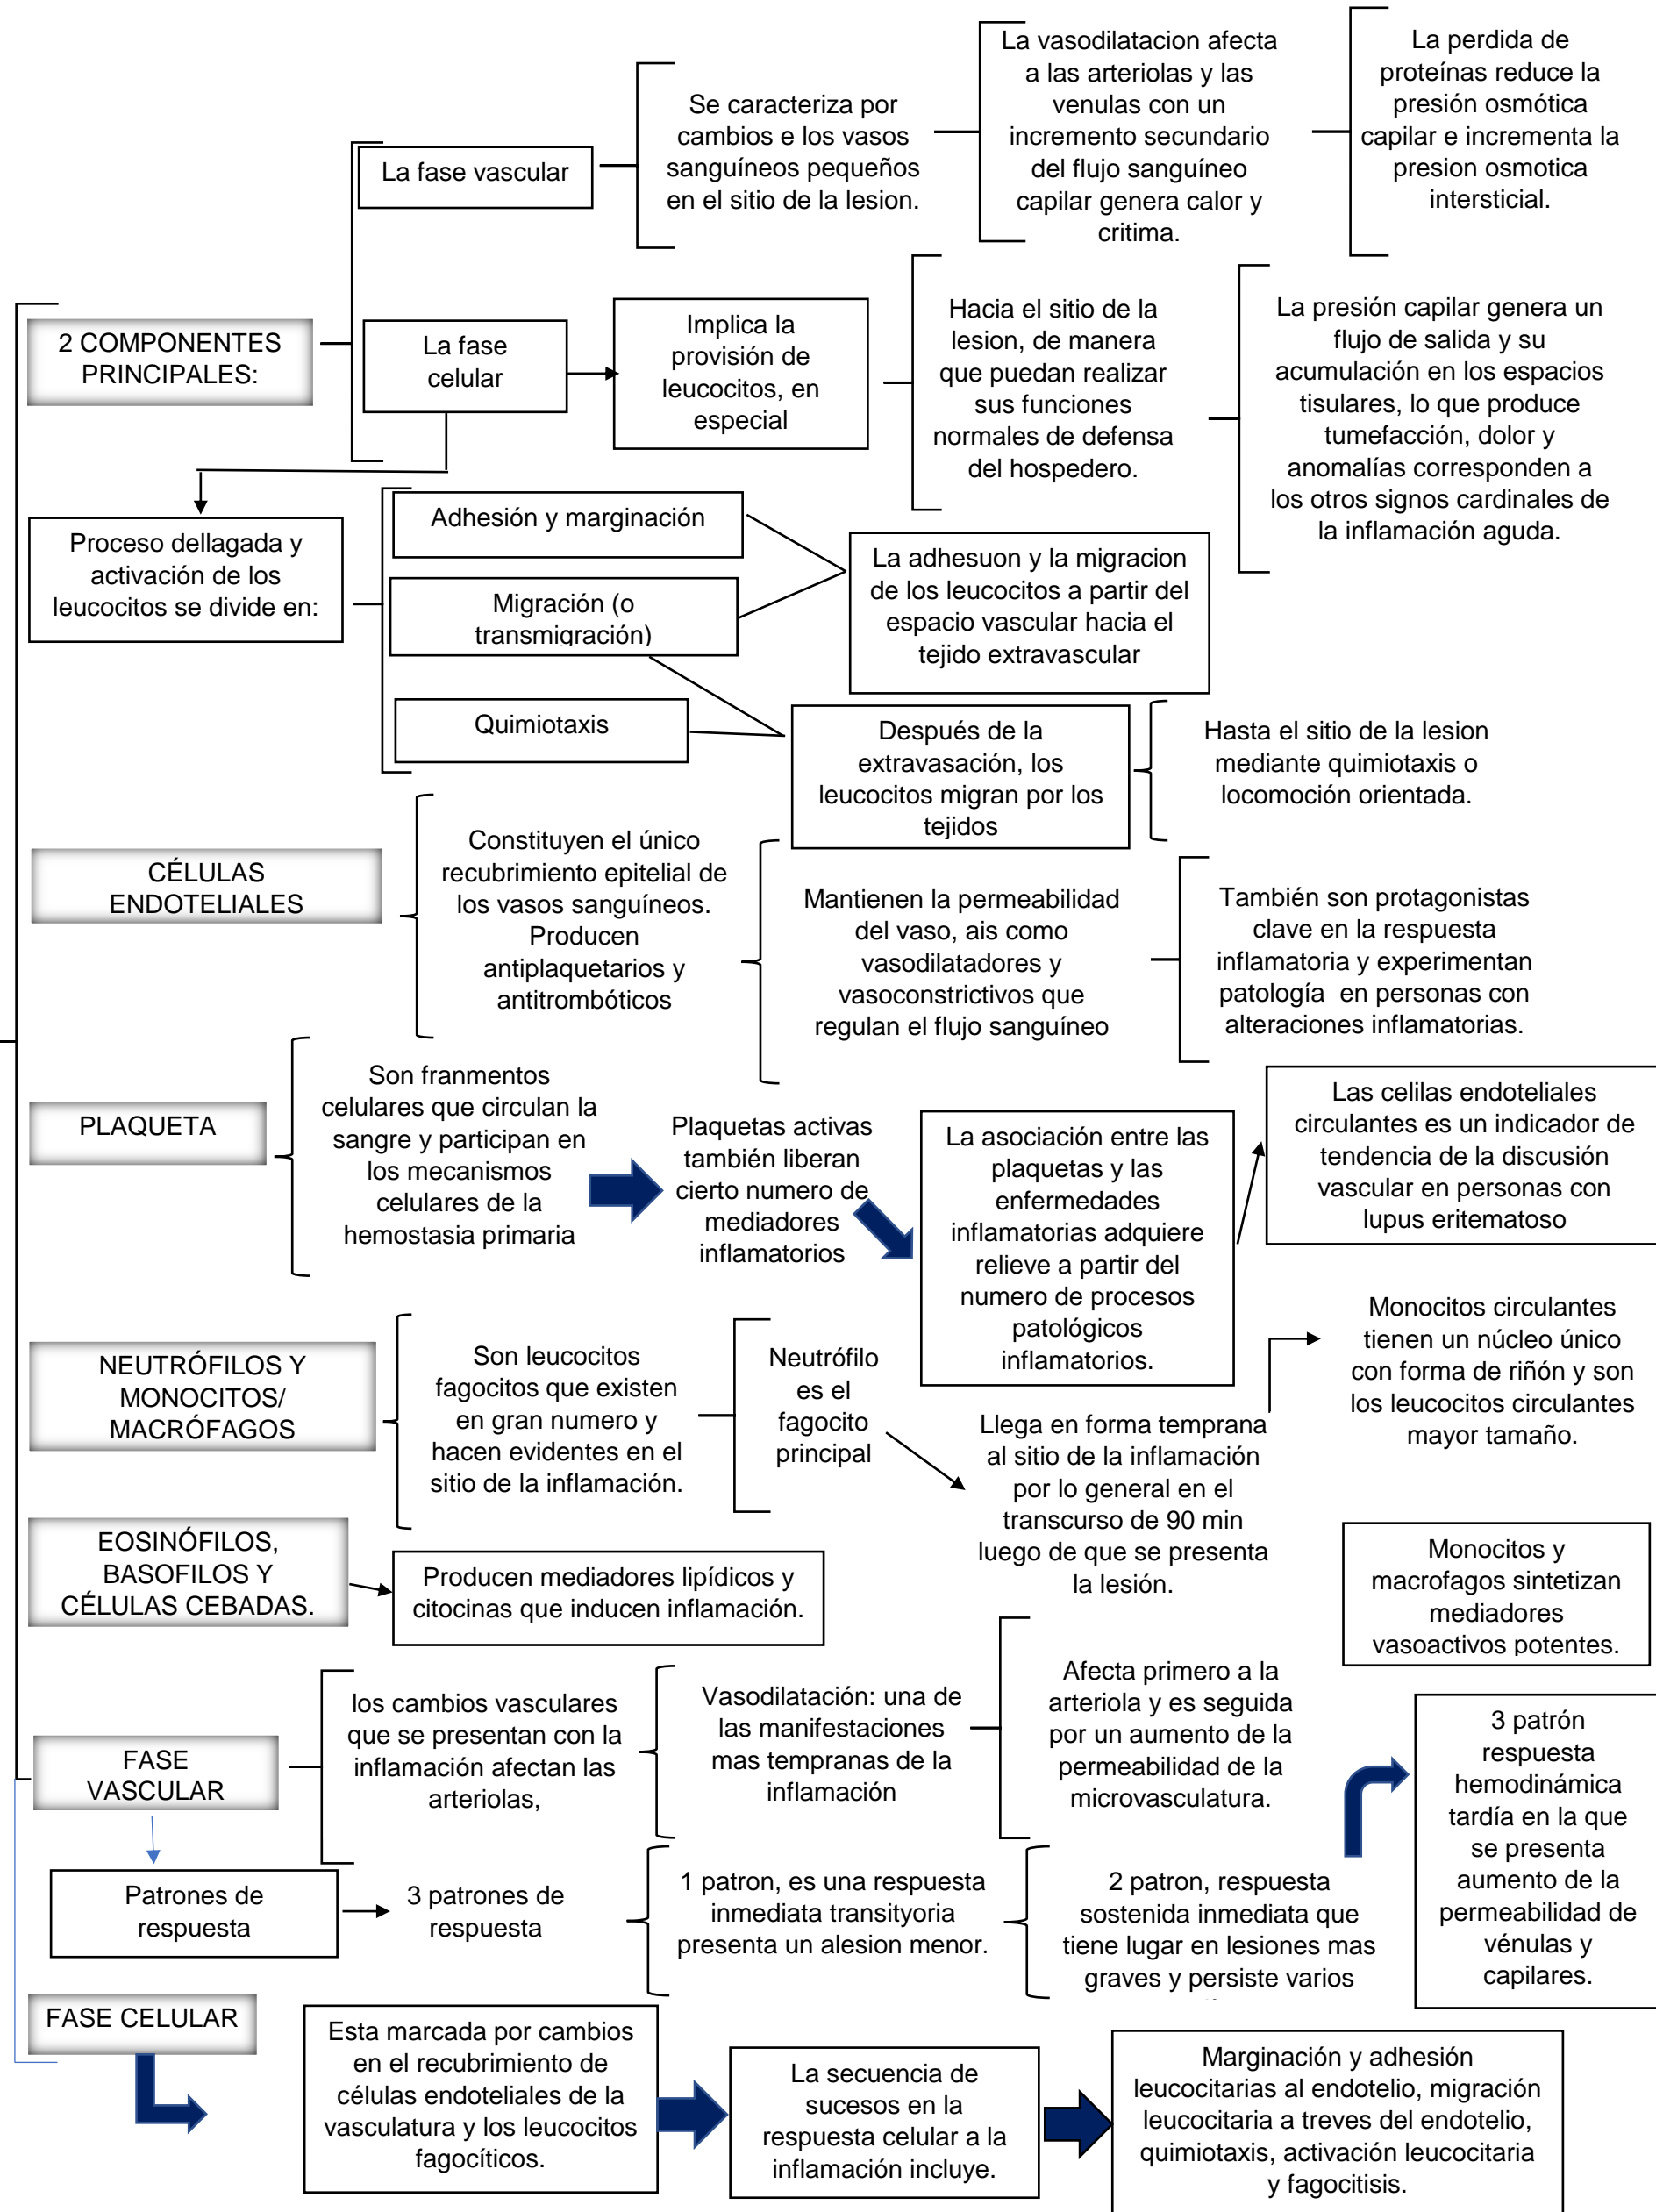 2 COMPONENTES
PRINCIPALES:
La fase vascular
Se caracteriza por
cambios e los vasos
sanguíneos pequeños
en el sitio de la lesion.
La vasodilatacion afecta
a las arteriolas y las
venulas con un
incremento secundario
del flujo sanguíneo
capilar genera calor y
critima.
La perdida de
proteínas reduce la
presión osmótica
capilar e incrementa la
presion osmotica
intersticial.
La fase
celular
Implica la
provisión de
leucocitos, en
especial
Hacia el sitio de la
lesion, de manera
que puedan realizar
sus funciones
normales de defensa
del hospedero.
La presión capilar genera un
flujo de salida y su
acumulación en los espacios
tisulares, lo que produce
tumefacción, dolor y
anomalías corresponden a
los otros signos cardinales de
la inflamación aguda.
Proceso dellagada y
activación de los
leucocitos se divide en:
Adhesión y marginación
Migración (o
transmigración)
Quimiotaxis
La adhesuon y la migracion
de los leucocitos a partir del
espacio vascular hacia el
tejido extravascular
Después de la
extravasación, los
leucocitos migran por los
tejidos
Hasta el sitio de la lesion
mediante quimiotaxis o
locomoción orientada.
CÉLULAS
ENDOTELIALES
Constituyen el único
recubrimiento epitelial de
los vasos sanguíneos.
Producen
antiplaquetarios y
antitrombóticos
Mantienen la permeabilidad
del vaso, ais como
vasodilatadores y
vasoconstrictivos que
regulan el flujo sanguíneo
También son protagonistas
clave en la respuesta
inflamatoria y experimentan
patología en personas con
alteraciones inflamatorias.
PLAQUETA
Son franmentos
celulares que circulan la
sangre y participan en
los mecanismos
celulares de la
hemostasia primaria
Plaquetas activas
también liberan
cierto numero de
mediadores
inflamatorios
La asociación entre las
plaquetas y las
enfermedades
inflamatorias adquiere
relieve a partir del
numero de procesos
patológicos
inflamatorios.
Las celilas endoteliales
circulantes es un indicador de
tendencia de la discusión
vascular en personas con
lupus eritematoso
NEUTRÓFILOS Y
MONOCITOS/
MACRÓFAGOS
Son leucocitos
fagocitos que existen
en gran numero y
hacen evidentes en el
sitio de la inflamación.
Neutrófilo
es el
fagocito
principal
Llega en forma temprana
al sitio de la inflamación
por lo general en el
transcurso de 90 min
luego de que se presenta
la lesión.
Monocitos circulantes
tienen un núcleo único
con forma de riñón y son
los leucocitos circulantes
mayor tamaño.
Monocitos y
macrofagos sintetizan
mediadores
vasoactivos potentes.
EOSINÓFILOS,
BASOFILOS Y
CÉLULAS CEBADAS.
Producen mediadores lipídicos y
citocinas que inducen inflamación.
FASE
VASCULAR
los cambios vasculares
que se presentan con la
inflamación afectan las
arteriolas,
Vasodilatación: una de
las manifestaciones
mas tempranas de la
inflamación
Afecta primero a la
arteriola y es seguida
por un aumento de la
permeabilidad de la
microvasculatura.
Patrones de
respuesta
3 patrones de
respuesta
1 patron, es una respuesta
inmediata transityoria
presenta un alesion menor.
2 patron, respuesta
sostenida inmediata que
tiene lugar en lesiones mas
graves y persiste varios
3 patrón
respuesta
hemodinámica
tardía en la que
se presenta
aumento de la
permeabilidad de
vénulas y
capilares.
FASE CELULAR
Esta marcada por cambios
en el recubrimiento de
células endoteliales de la
vasculatura y los leucocitos
fagocíticos.
La secuencia de
sucesos en la
respuesta celular a la
inflamación incluye.
Marginación y adhesión
leucocitarias al endotelio, migración
leucocitaria a treves del endotelio,
quimiotaxis, activación leucocitaria
y fagocitisis.